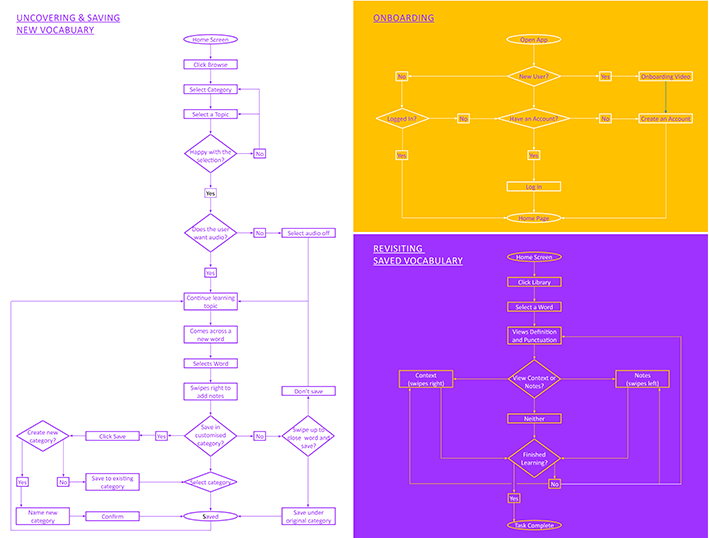 UNCOVERING & SAVING
NEW VOCABUARY
Home Screen
Click Browse
Select Category
Select a Topic
Happy with the
selection?
No
Yes
Does the user
want audio?
No
Select audio off
Yes
Continue learning
topic
Comes across a
new word
Selects Word
Swipes right to
add notes
Don't save
Create new
category?
Click Save
Yes
Save in
customised
category?
No
Swipe up to
close word and
save?
Yes
No
Save to existing
category
Select category
Name new
category
Confirm
Saved
Save under
original category
ONBOARDING
Open App
No
New User?
Yes
Onboarding Video
Logged In?
No
Have an Account?
No
Create an Account
Yes
Yes
Log in
Home Page
REVISITING
SAVED VOCABULARY
Home Screen
Click Library
Select a Word
Views Definition
and Punctuation
Context
(swipes right)
View Context or
Notes?
Notes
(swipes left)
Neither
Finished
Learning?
No
Yes
Task Complete